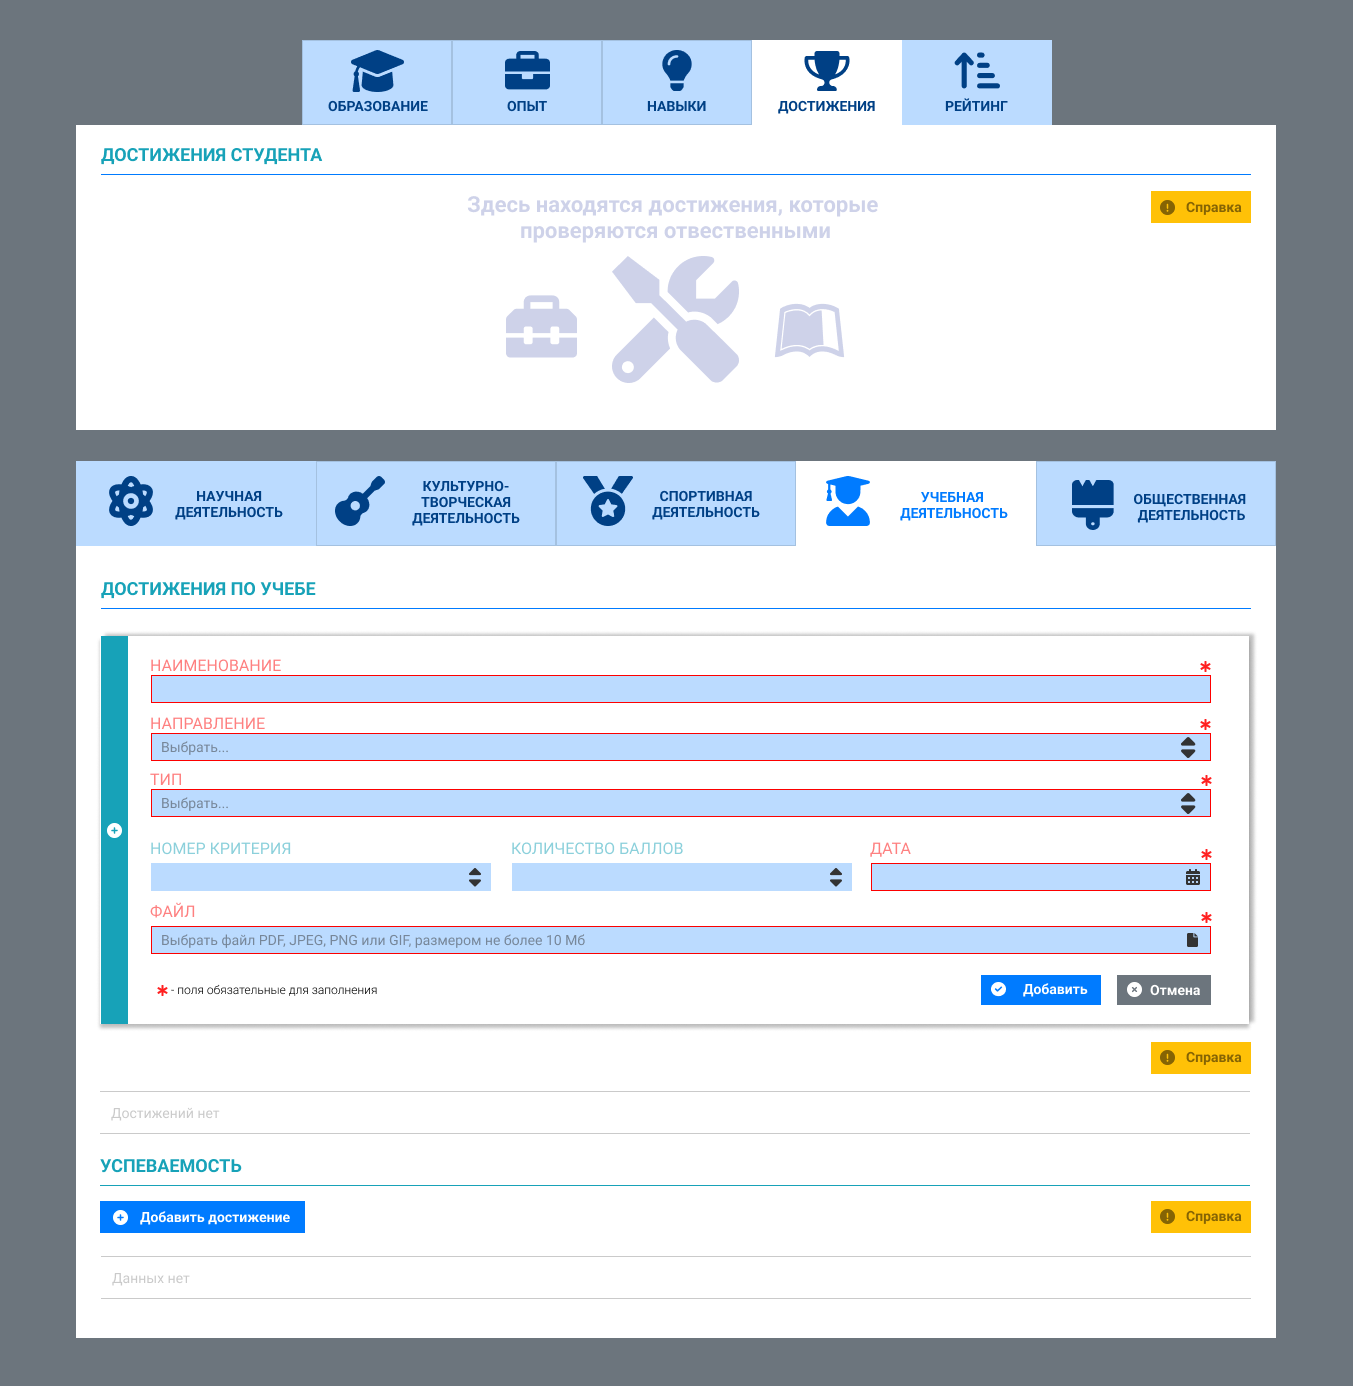 ОБРАЗОВАНИЕ
ОПЫТ
НАВЫКИ
ДОСТИЖЕНИЯ
РЕЙТИНГ
ДОСТИЖЕНИЯ СТУДЕНТА
Здесь находятся достижения, которые
проверяются отвественными
Справка
НАУЧНАЯ
ДЕЯТЕЛЬНОСТЬ
КУЛЬТУРНО-
ТВОРЧЕСКАЯ
ДЕЯТЕЛЬНОСТЬ
СПОРТИВНАЯ
ДЕЯТЕЛЬНОСТЬ
УЧЕБНАЯ
ДЕЯТЕЛЬНОСТЬ
ОБЩЕСТВЕННАЯ
ДЕЯТЕЛЬНОСТЬ
ДОСТИЖЕНИЯ ПО УЧЕБЕ
НАИМЕНОВАНИЕ *
НАПРАВЛЕНИЕ *
Выбрать...
ТИП *
Выбрать...
НОМЕР КРИТЕРИЯ
КОЛИЧЕСТВО БАЛЛОВ
ДАТА *
ФАЙЛ *
Выбрать файл PDF, JPEG, PNG или GIF, размером не более 10 Мб
* - поля обязательные для заполнения
Добавить
Отмена
Справка
Достижений нет
УСПЕВАЕМОСТЬ
Добавить достижение
Справка
Данных нет